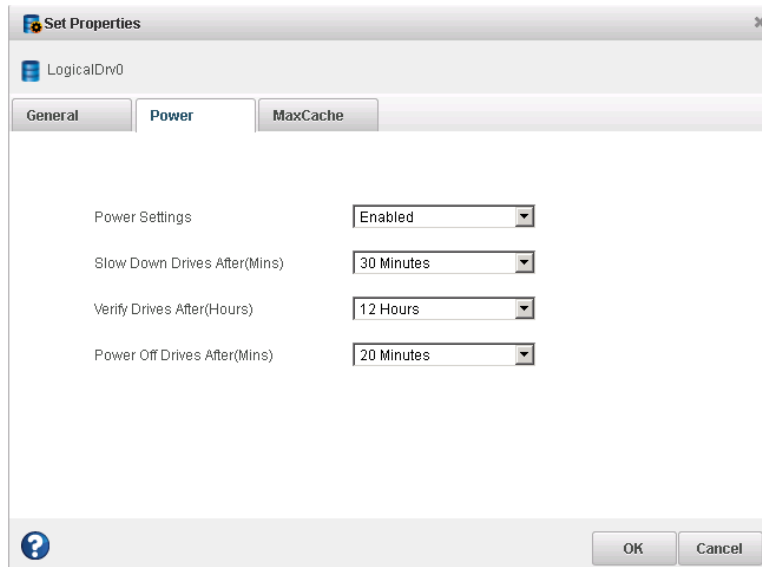 Set Properties
LogicalDrv0
General Power MaxCache
Power Settings Enabled
Slow Down Drives After(Mins) 30 Minutes
Verify Drives After(Hours) 12 Hours
Power Off Drives After(Mins) 20 Minutes
? OK Cancel